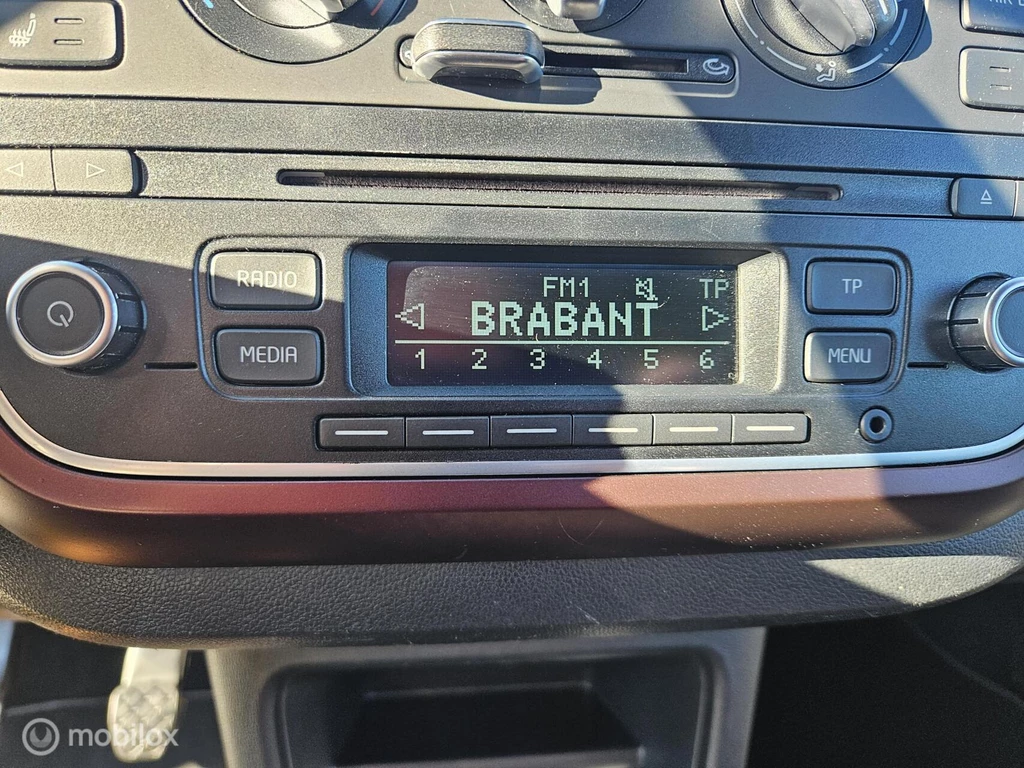 RADIO
MEDIA
FM1 TP
BRABANT
1 2 3 4 5 6
TP
MENU
mobilox